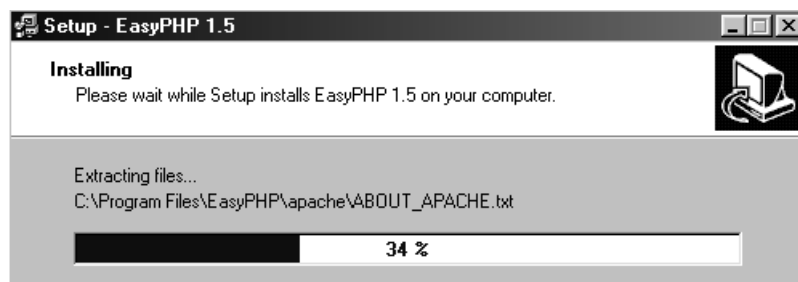 Setup - EasyPHP 1.5
Installing
Please wait while Setup installs EasyPHP 1.5 on your computer.
Extracting files...
C:\Program Files\EasyPHP\apache\ABOUT_APACHE.txt
34 %